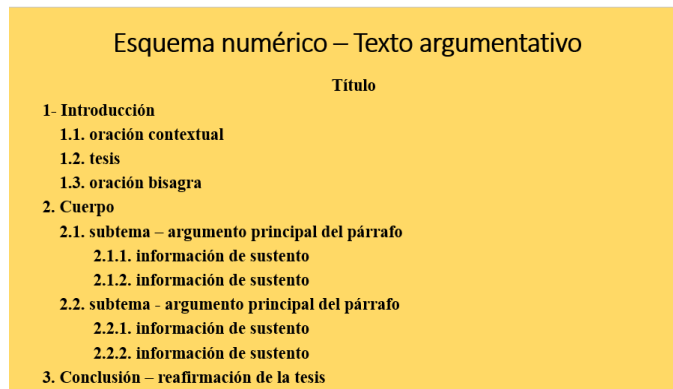 Esquema numérico – Texto argumentativo
Título
1- Introducción
1.1. oración contextual
1.2. tesis
1.3. oración bisagra
2. Cuerpo
2.1. subtema – argumento principal del párrafo
2.1.1. información de sustento
2.1.2. información de sustento
2.2. subtema - argumento principal del párrafo
2.2.1. información de sustento
2.2.2. información de sustento
3. Conclusión – reafirmación de la tesis